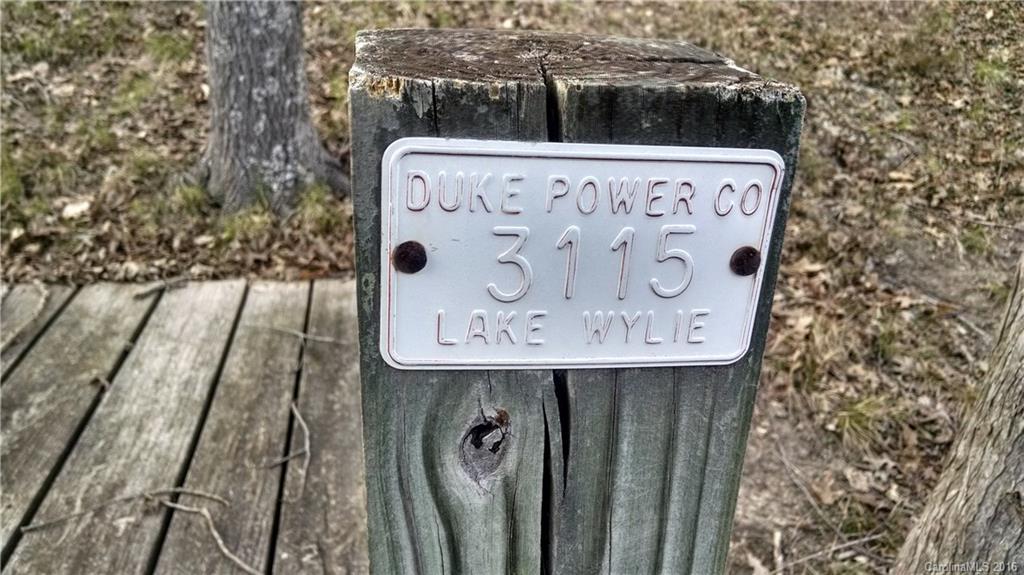 DUKE POWER CO
3115
LAKE WYLIE
CarolinaMLS © 2016